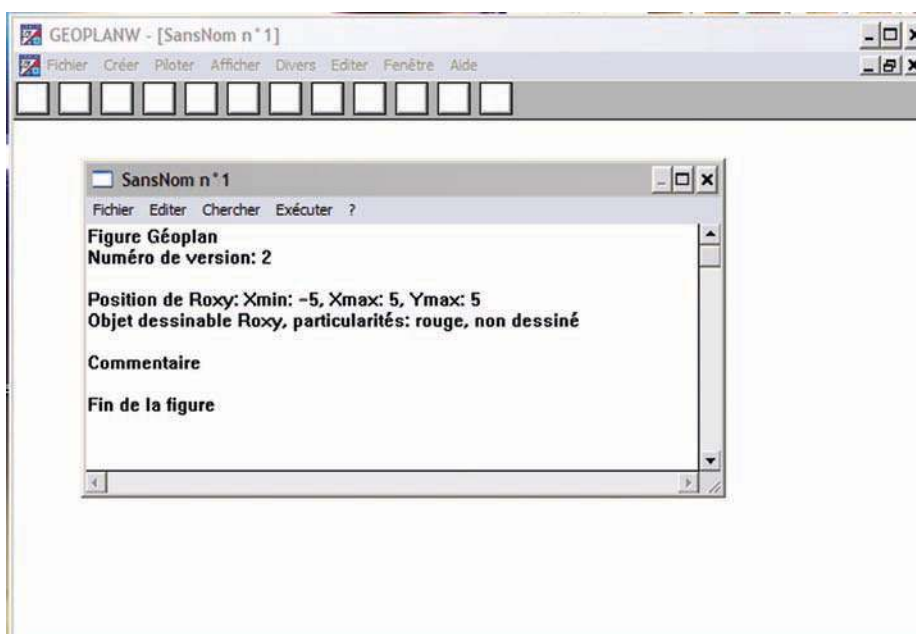 GEOPLANW - [SansNom n°1]
Fichier Créer Piloter Afficher Divers Editer Fenêtre Aide
SansNom n°1
Fichier Editer Chercher Exécuter ?
Figure Géoplan
Numéro de version: 2
Position de Roxy: Xmin: -5, Xmax: 5, Ymax: 5
Objet dessinable Roxy, particularités: rouge, non dessiné
Commentaire
Fin de la figure